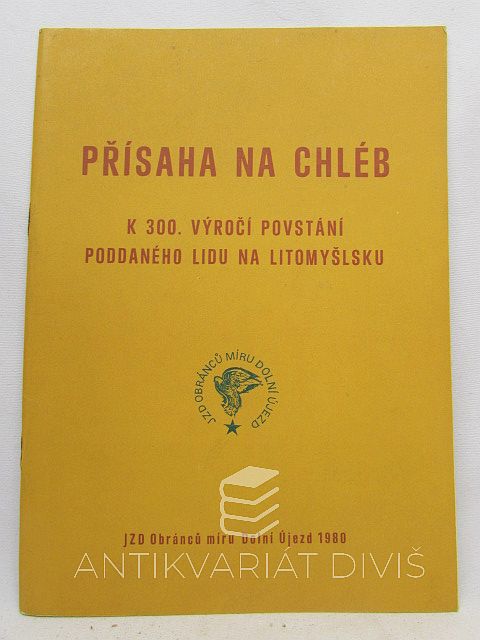 PŘÍSAHA NA CHLÉB
K 300. VÝROČÍ POVSTÁNÍ
PODDANÉHO LIDU NA LITOMYŠLSKU
JZD OBRÁNCŮ MÍRU DOLNÍ ÚJEZD
JZD Obránců míru Dolní Újezd 1980
ANTIKVARIÁT DIVIŠ